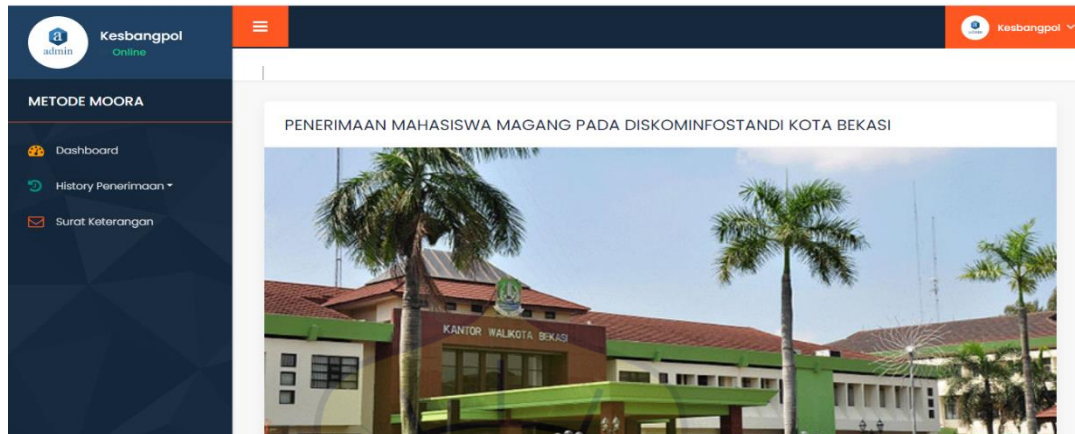 admin
Kesbangpol
Online
METODE MOORA
Dashboard
History Penerimaan
Surat Keterangan
Kesbangpol
PENERIMAAN MAHASISWA MAGANG PADA DISKOMINFOSTANDI KOTA BEKASI
KANTOR WALIKOTA BEKASI